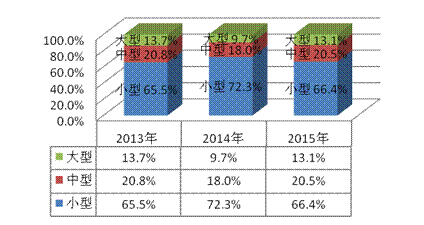 100.0%
80.0%
60.0%
40.0%
20.0%
0.0%
大型 13.7%
中型 20.8%
小型 65.5%
大型 9.7%
中型 18.0%
小型 72.3%
大型 13.1%
中型 20.5%
小型 66.4%
2013年 2014年 2015年
大型 13.7% 9.7% 13.1%
中型 20.8% 18.0% 20.5%
小型 65.5% 72.3% 66.4%